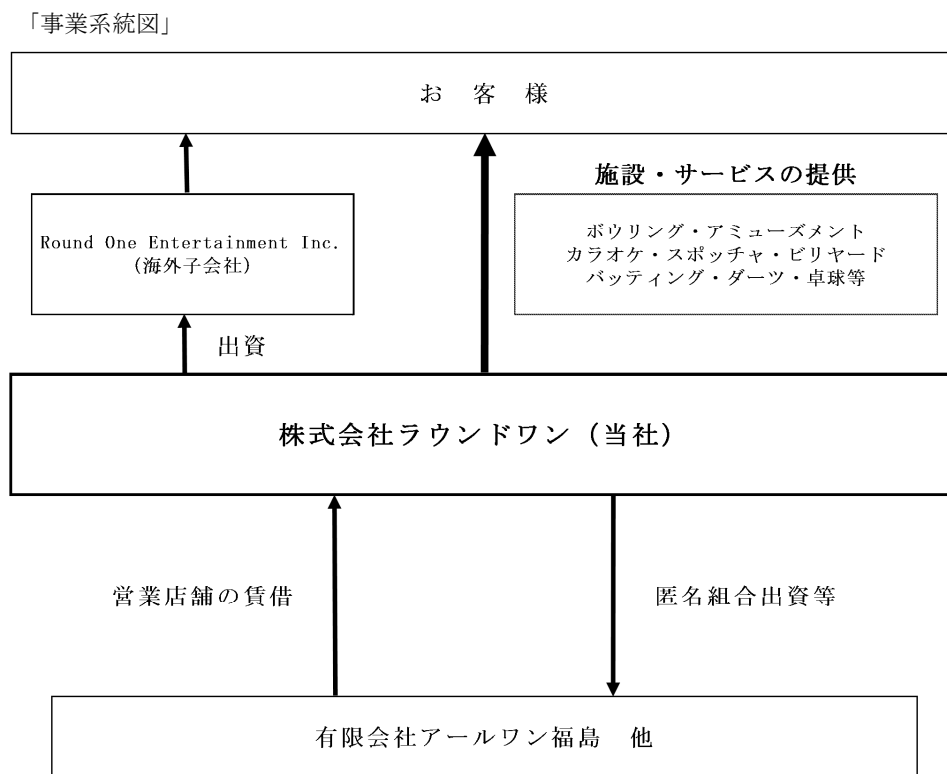 「事業系統図」
お　客　様
施設・サービスの提供
Round One Entertainment Inc.
(海外子会社)
ボウリング・アミューズメント
カラオケ・スポッチャ・ビリヤード
バッティング・ダーツ・卓球等
出資
株式会社ラウンドワン（当社）
営業店舗の賃借
匿名組合出資等
有限会社アールワン福島　他